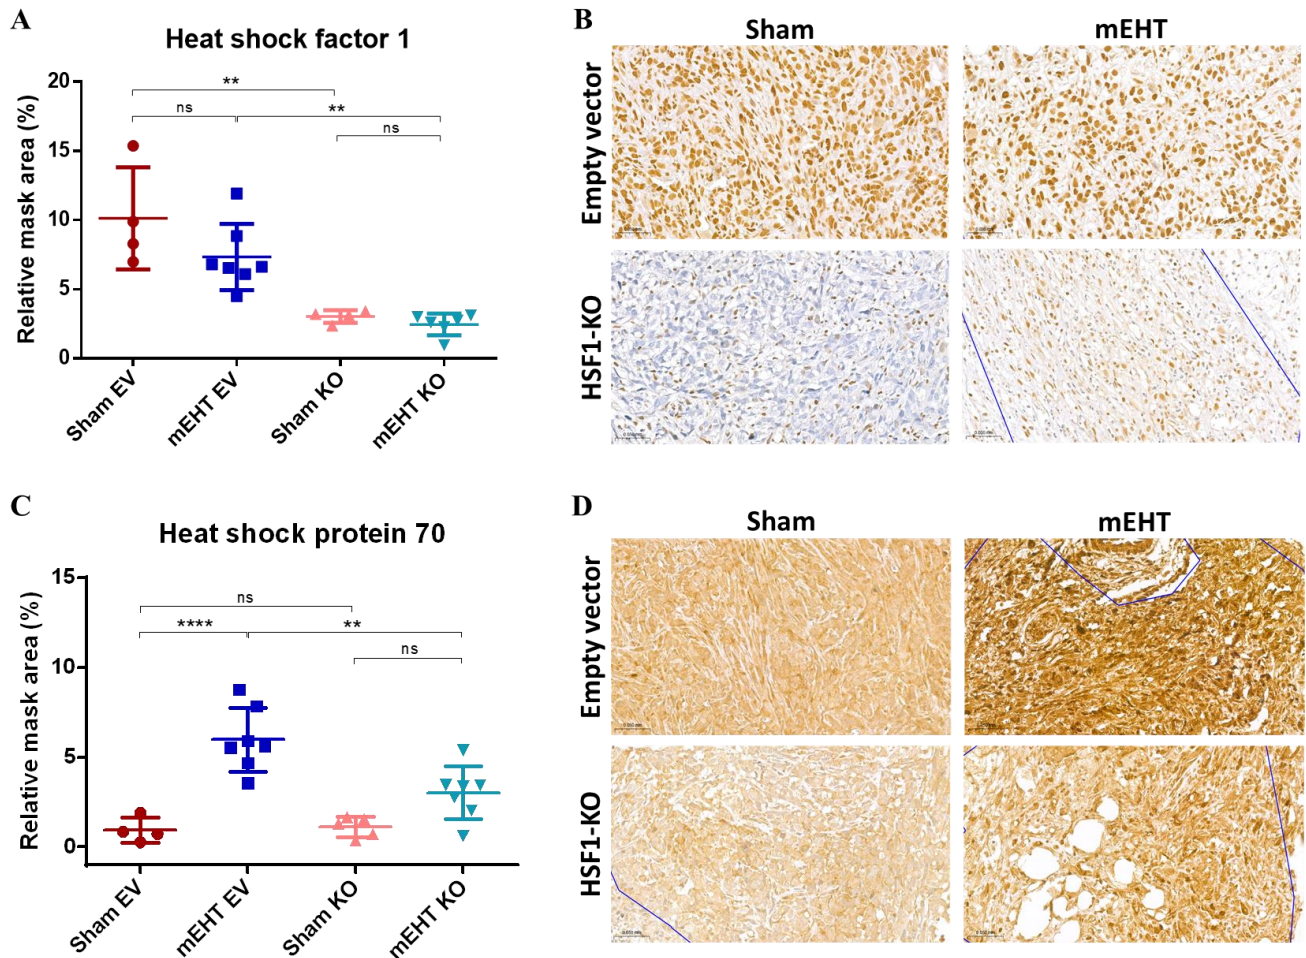 A
Heat shock factor 1
Relative mask area (%)
20
15
10
5
0
**
ns
**
ns
Sham EV
mEHT EV
Sham KO
mEHT KO
B
Sham
mEHT
Empty vector
HSF1-KO
C
Heat shock protein 70
Relative mask area (%)
15
10
5
0
ns
****
**
ns
Sham EV
mEHT EV
Sham KO
mEHT KO
D
Sham
mEHT
Empty vector
HSF1-KO